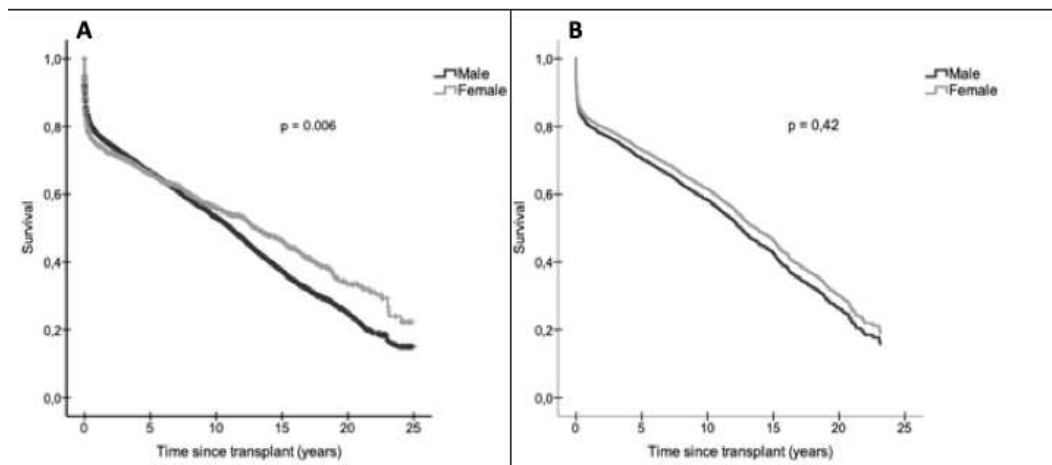 A
Male
Female
p = 0.006
1,0
0,8
0,6
0,4
0,2
0,0
Survival
0 5 10 15 20 25
Time since transplant (years)
B
Male
Female
p = 0,42
1,0
0,8
0,6
0,4
0,2
0,0
Survival
0 5 10 15 20 25
Time since transplant (years)